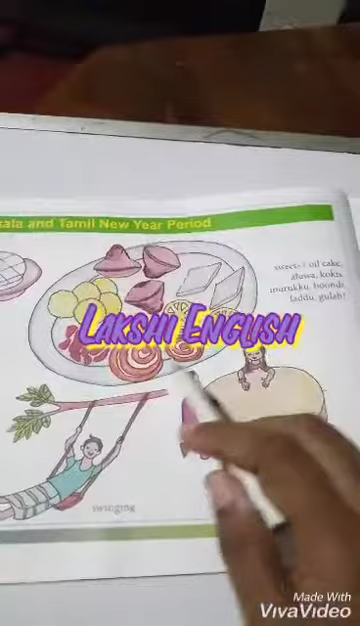 ala and Tamil New Year Period
sweets : oil cake,
aluwa, kokis,
murukku, boondi,
laddu, gulab!
LAKSHI ENGLISH
swinging
MADE WITH
VivaVideo